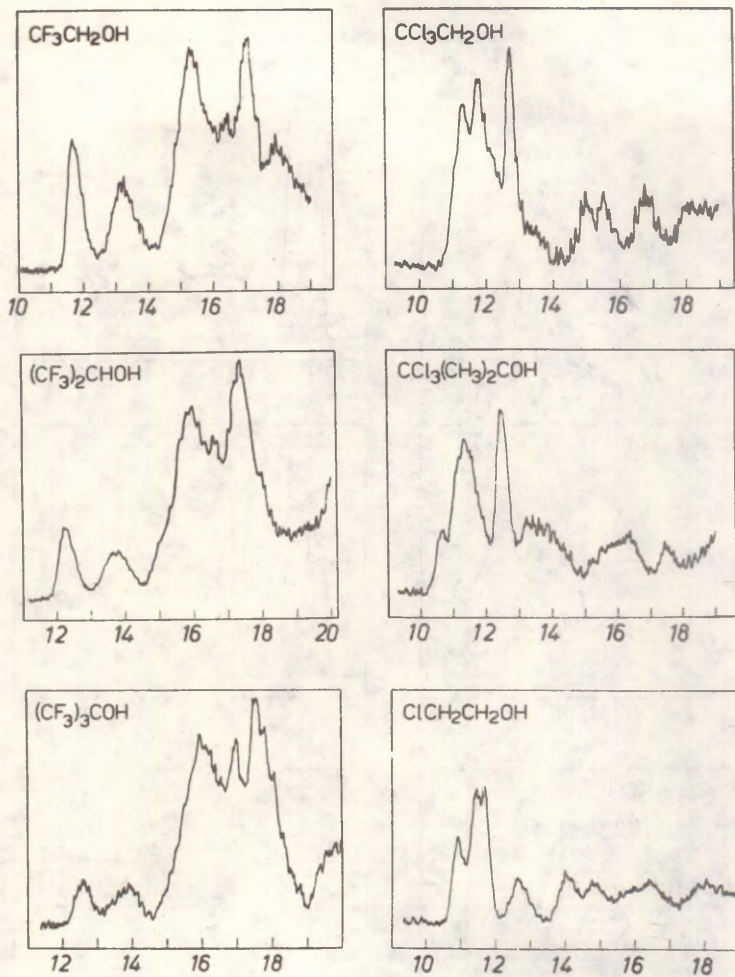 CF3CH2OH
10 12 14 16 18
CCl3CH2OH
10 12 14 16 18
(CF3)2CHOH
12 14 16 18 20
CCl3(CH3)2COH
10 12 14 16 18
(CF3)3COH
12 14 16 18
ClCH2CH2OH
10 12 14 16 18